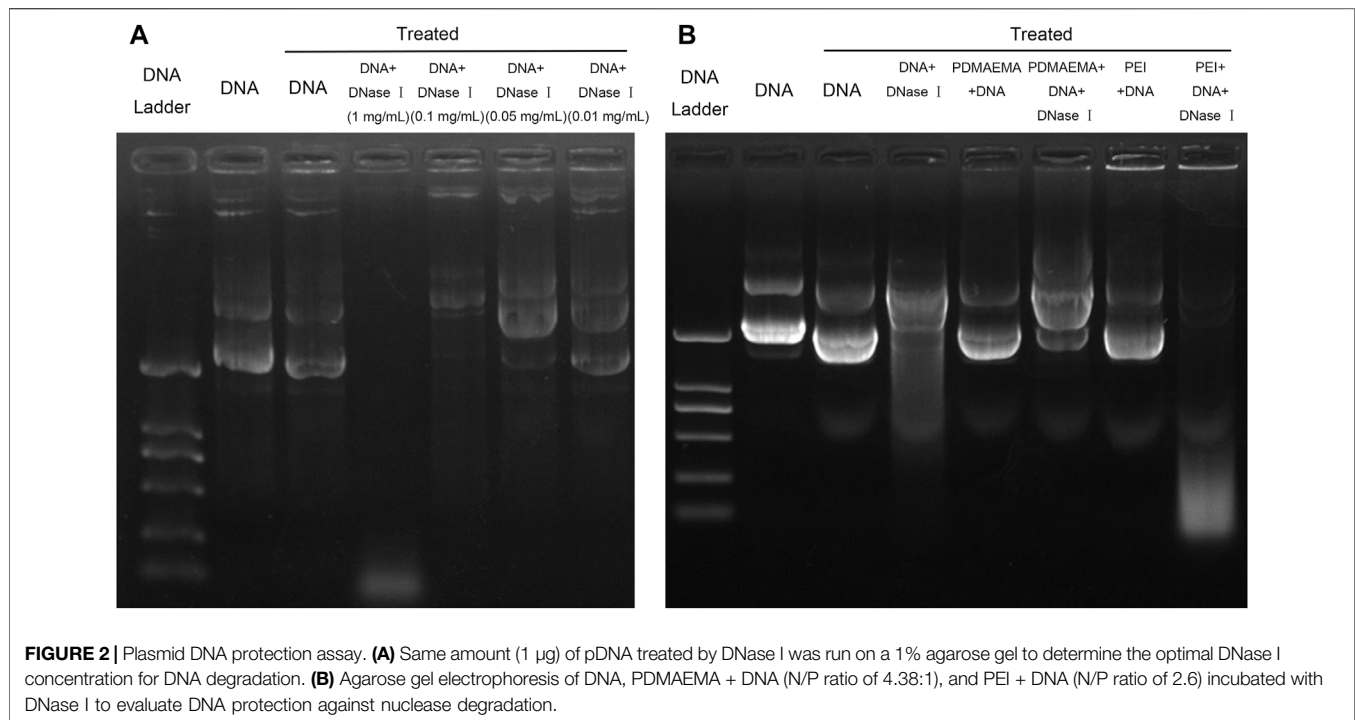 A
Treated
DNA
Ladder
DNA
DNA
DNA+
DNase Ⅰ
(1 mg/mL)
DNA+
DNase Ⅰ
(0.1 mg/mL)
DNA+
DNase Ⅰ
(0.05 mg/mL)
DNA+
DNase Ⅰ
(0.01 mg/mL)
B
Treated
DNA
Ladder
DNA
DNA
DNA+
DNase Ⅰ
PDMAEMA
+DNA
PDMAEMA+
DNA+
DNase Ⅰ
PEI
+DNA
PEI+
DNA+
DNase Ⅰ
FIGURE 2 | Plasmid DNA protection assay. (A) Same amount (1 µg) of pDNA treated by DNase I was run on a 1% agarose gel to determine the optimal DNase I
concentration for DNA degradation. (B) Agarose gel electrophoresis of DNA, PDMAEMA + DNA (N/P ratio of 4.38:1), and PEI + DNA (N/P ratio of 2.6) incubated with
DNase I to evaluate DNA protection against nuclease degradation.